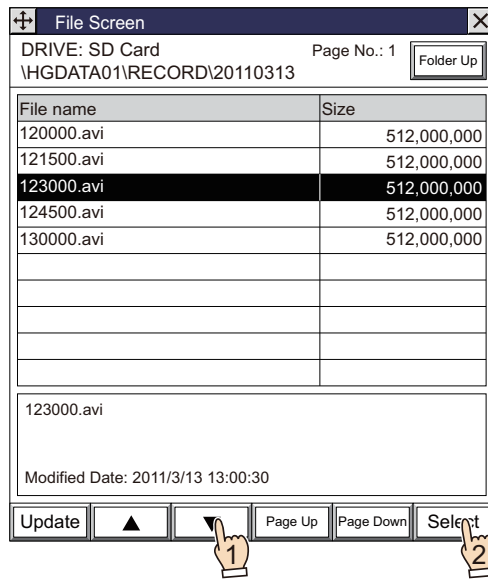 File Screen
DRIVE: SD Card Page No.: 1
\HGDATA01\RECORD\20110313 Folder Up
File name Size
120000.avi 512,000,000
121500.avi 512,000,000
123000.avi 512,000,000
124500.avi 512,000,000
130000.avi 512,000,000
123000.avi
Modified Date: 2011/3/13 13:00:30
Update ▲ ▼ Page Up Page Down Select
1 2